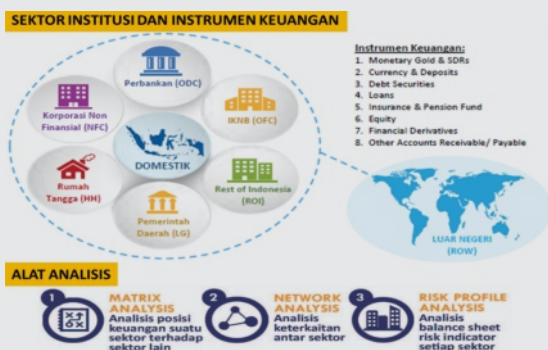 SEKTOR INSTITUSI DAN INSTRUMEN KEUANGAN
Perbankan (ODC)
Korporasi Non
Finansial (NFC)
IKNB (OFC)
DOMESTIK
Rumah
Tangga (HH)
Rest of Indonesia
(ROI)
Pemerintah
Daerah (LG)
Instrumen Keuangan:
1. Monetary Gold & SDRs
2. Currency & Deposits
3. Debt Securities
4. Loans
5. Insurance & Pension Fund
6. Equity
7. Financial Derivatives
8. Other Accounts Receivable/ Payable
LUAR NEGERI
(ROW)
ALAT ANALISIS
1
MATRIX
ANALYSIS
Analisis posisi
keuangan suatu
sektor terhadap
sektor lain
2
NETWORK
ANALYSIS
Analisis
keterkaitan
antar sektor
3
RISK PROFILE
ANALYSIS
Analisis
balance sheet
risk indicator
setiap sektor